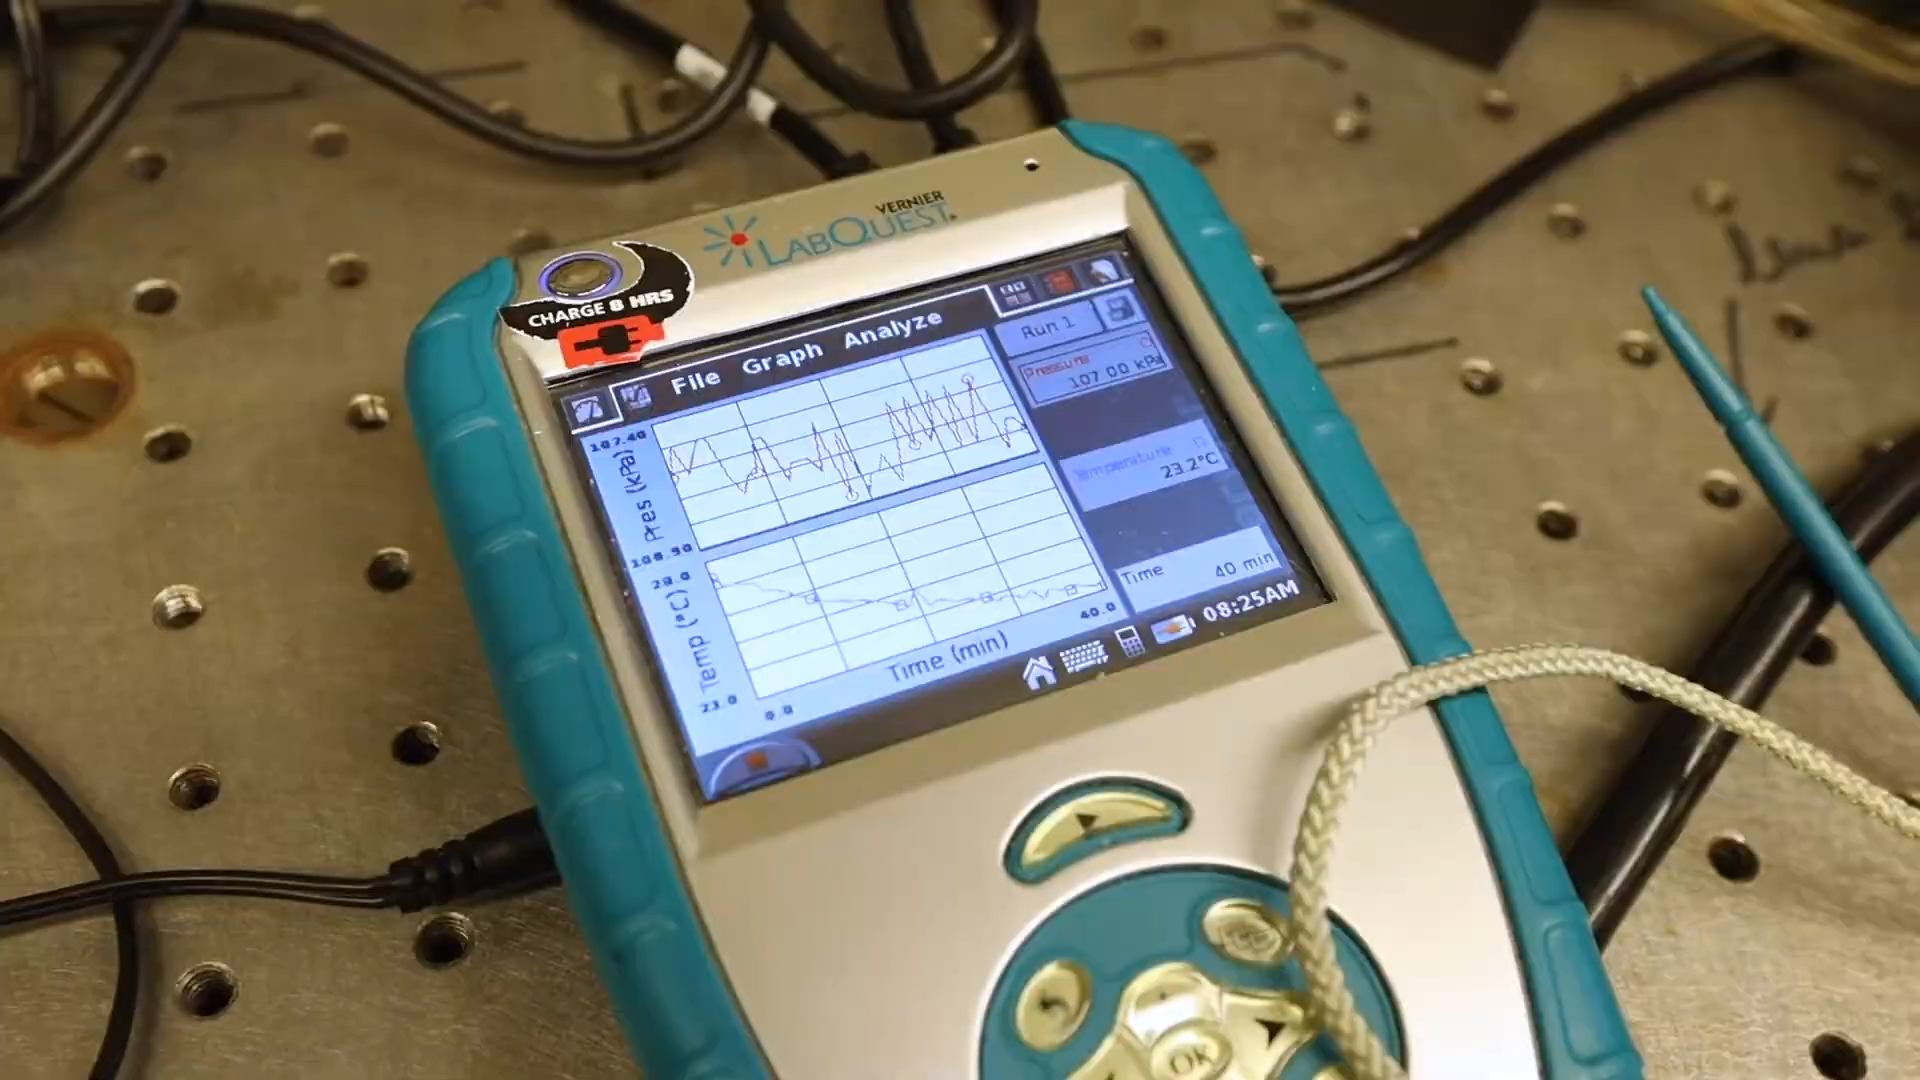 VERNIER
LABQUEST
CHARGE 8 HRS
File Graph Analyze
Run 1
Pressure
107.00 kPa
107.40
Pres (kPa)
106.90
Temperature
23.2°C
28.0
Temp (°C)
23.0
0.0
Time (min)
40.0
Time 40 min
08:25AM
OK